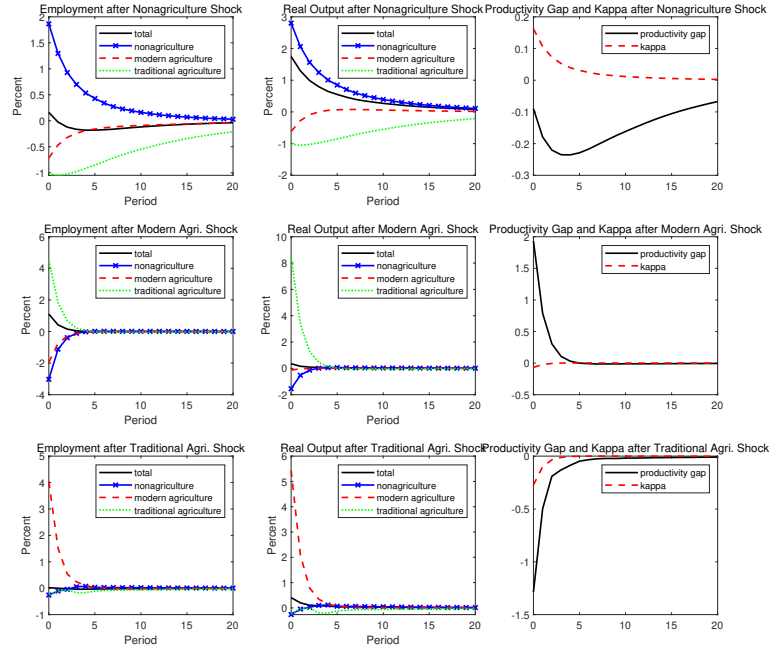 Employment after Nonagriculture Shock
Percent
2
1.5
1
0.5
0
-0.5
-1
total
nonagriculture
modern agriculture
traditional agriculture
0 5 10 15 20
Period
Real Output after Nonagriculture Shock
Percent
3
2
1
0
-1
-2
total
nonagriculture
modern agriculture
traditional agriculture
0 5 10 15 20
Period
Productivity Gap and Kappa after Nonagriculture Shock
0.2
0.1
0
-0.1
-0.2
-0.3
productivity gap
kappa
0 5 10 15 20
Employment after Modern Agri. Shock
Percent
6
4
2
0
-2
-4
total
nonagriculture
modern agriculture
traditional agriculture
0 5 10 15 20
Period
Real Output after Modern Agri. Shock
Percent
10
8
6
4
2
0
-2
total
nonagriculture
modern agriculture
traditional agriculture
0 5 10 15 20
Period
Productivity Gap and Kappa after Modern Agri. Shock
2
1.5
1
0.5
0
-0.5
productivity gap
kappa
0 5 10 15 20
Employment after Traditional Agri. Shock
Percent
5
4
3
2
1
0
-1
total
nonagriculture
modern agriculture
traditional agriculture
0 5 10 15 20
Period
Real Output after Traditional Agri. Shock
Percent
6
5
4
3
2
1
0
-1
total
nonagriculture
modern agriculture
traditional agriculture
0 5 10 15 20
Period
Productivity Gap and Kappa after Traditional Agri. Shock
0
-0.5
-1
-1.5
productivity gap
kappa
0 5 10 15 20